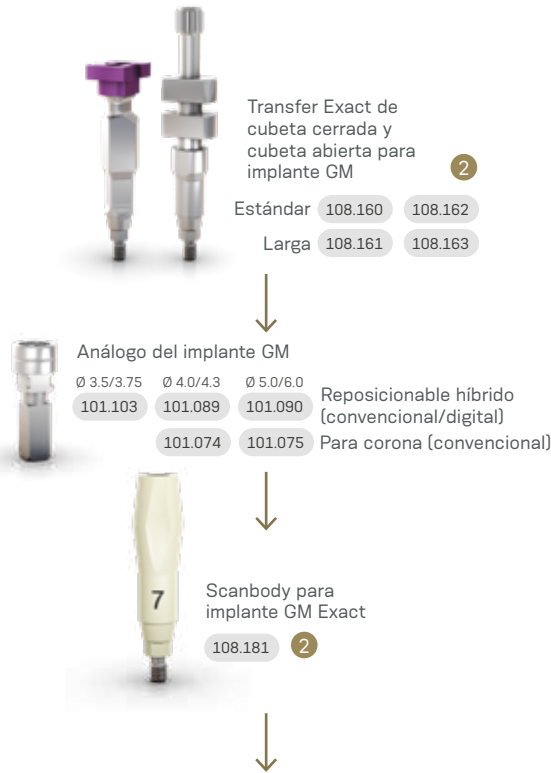 Transfer Exact de
cubeta cerrada y
cubeta abierta para
implante GM
2
Estándar 108.160 108.162
Larga 108.161 108.163
Análogo del implante GM
Ø 3.5/3.75 Ø 4.0/4.3 Ø 5.0/6.0
101.103 101.089 101.090 Reposicionable híbrido
(convencional/digital)
101.074 101.075 Para corona (convencional)
7
Scanbody para
implante GM Exact
108.181 2